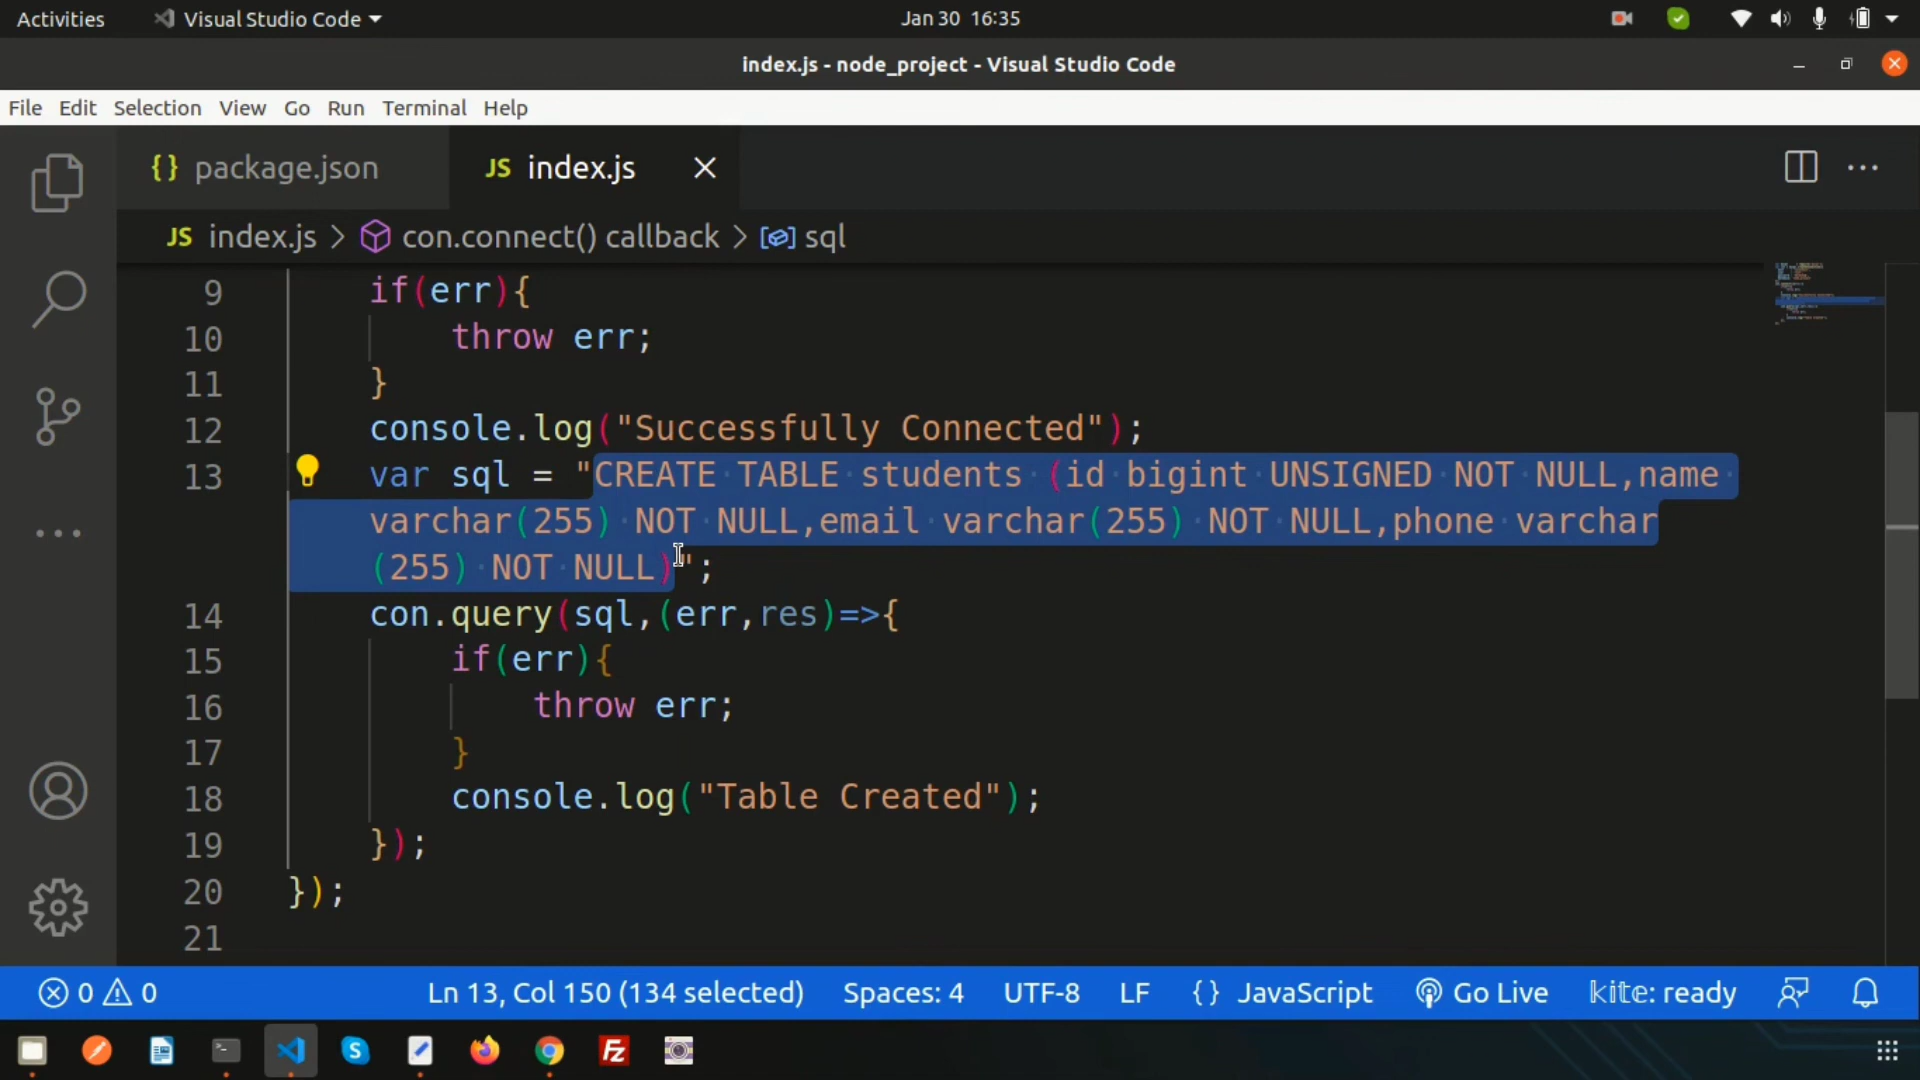 Activities
Visual Studio Code
Jan 30 16:35
index.js - node_project - Visual Studio Code
File Edit Selection View Go Run Terminal Help
{} package.json
JS index.js
JS index.js > con.connect() callback > sql
9 if(err){
10 throw err;
11 }
12 console.log("Successfully Connected");
13 var sql = "CREATE TABLE students (id bigint UNSIGNED NOT NULL,name
varchar(255) NOT NULL,email varchar(255) NOT NULL,phone varchar
(255) NOT NULL)";
14 con.query(sql,(err,res)=>{
15 if(err){
16 throw err;
17 }
18 console.log("Table Created");
19 });
20 });
21
0 0 Ln 13, Col 150 (134 selected) Spaces: 4 UTF-8 LF {} JavaScript Go Live kite: ready